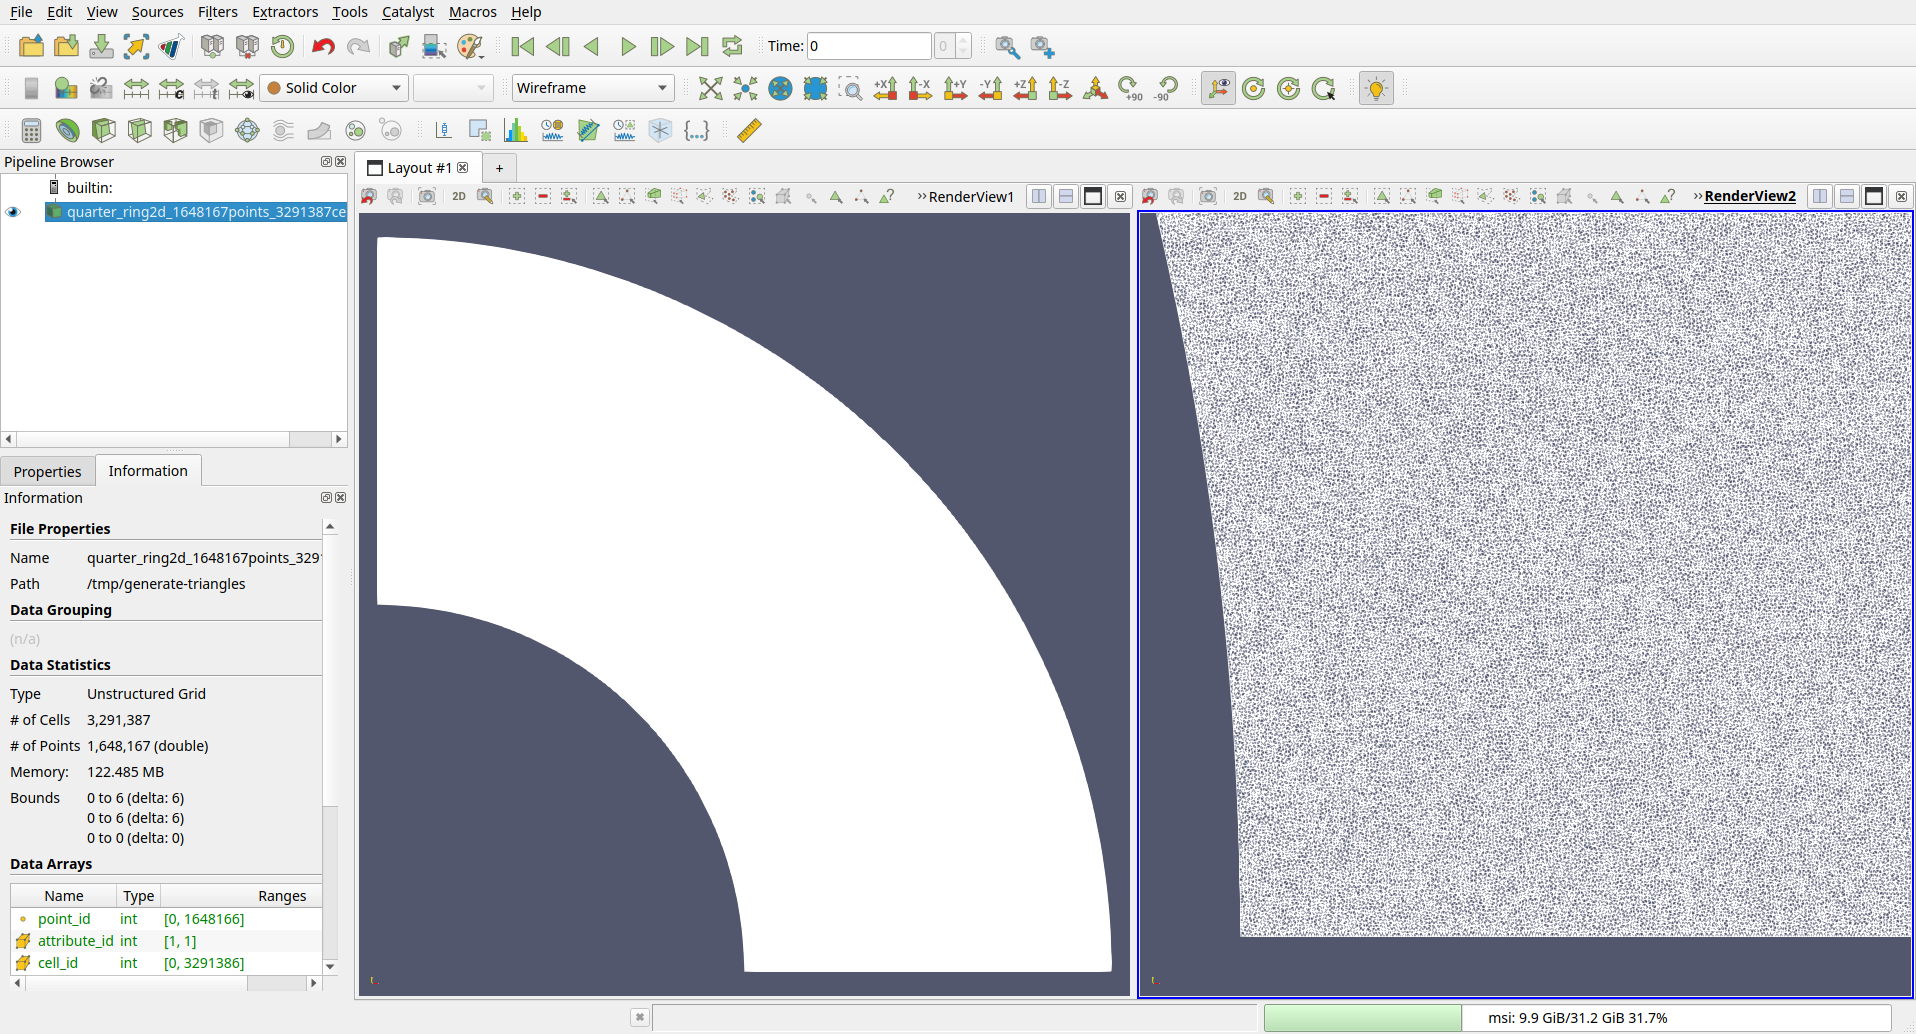 File Edit View Sources Filters Extractors Tools Catalyst Macros Help
Time: 0 0
Solid Color Wireframe +X -X +Y -Y +Z -Z +90 -90
Pipeline Browser
builtin:
quarter_ring2d_1648167points_3291387ce
Properties Information
Information
File Properties
Name quarter_ring2d_1648167points_329
Path /tmp/generate-triangles
Data Grouping
(n/a)
Data Statistics
Type Unstructured Grid
# of Cells 3,291,387
# of Points 1,648,167 (double)
Memory: 122.485 MB
Bounds 0 to 6 (delta: 6)
0 to 6 (delta: 6)
0 to 0 (delta: 0)
Data Arrays
Name Type Ranges
point_id int [0, 1648166]
attribute_id int [1, 1]
cell_id int [0, 3291386]
Layout #1 +
2D » RenderView1
2D » RenderView2
msi: 9.9 GiB/31.2 GiB 31.7%